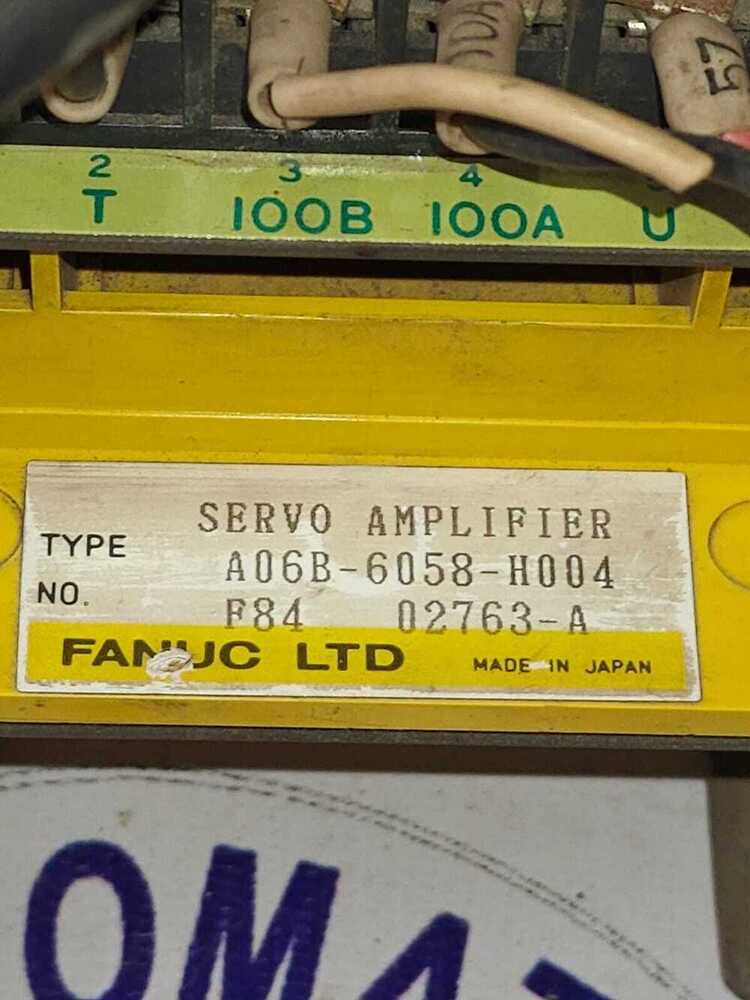 57
2 3 4
T 100B 100A U
SERVO AMPLIFIER
TYPE A06B-6058-H004
NO. F84 02763-A
FANUC LTD MADE IN JAPAN